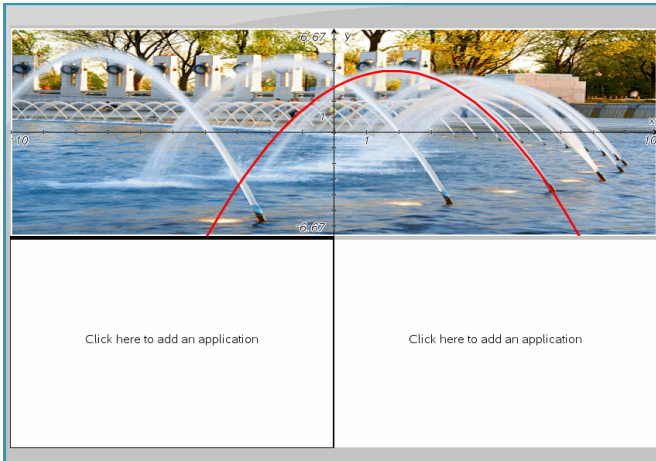 6.67 y
1
-10 1 10 x
-6.67
Click here to add an application
Click here to add an application